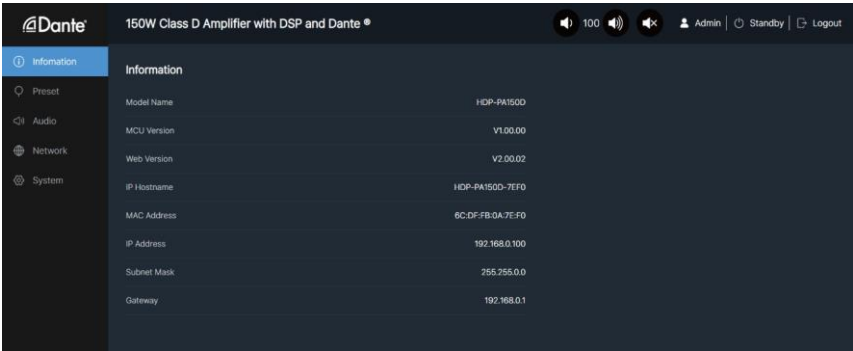 Dante®
150W Class D Amplifier with DSP and Dante ®
100
Admin
Standby
Logout
Infomation
Preset
Audio
Network
System
Information
Model Name HDP-PA150D
MCU Version V1.00.00
Web Version V2.00.02
IP Hostname HDP-PA150D-7EF0
MAC Address 6C:DF:FB:0A:7E:F0
IP Address 192.168.0.100
Subnet Mask 255.255.0.0
Gateway 192.168.0.1